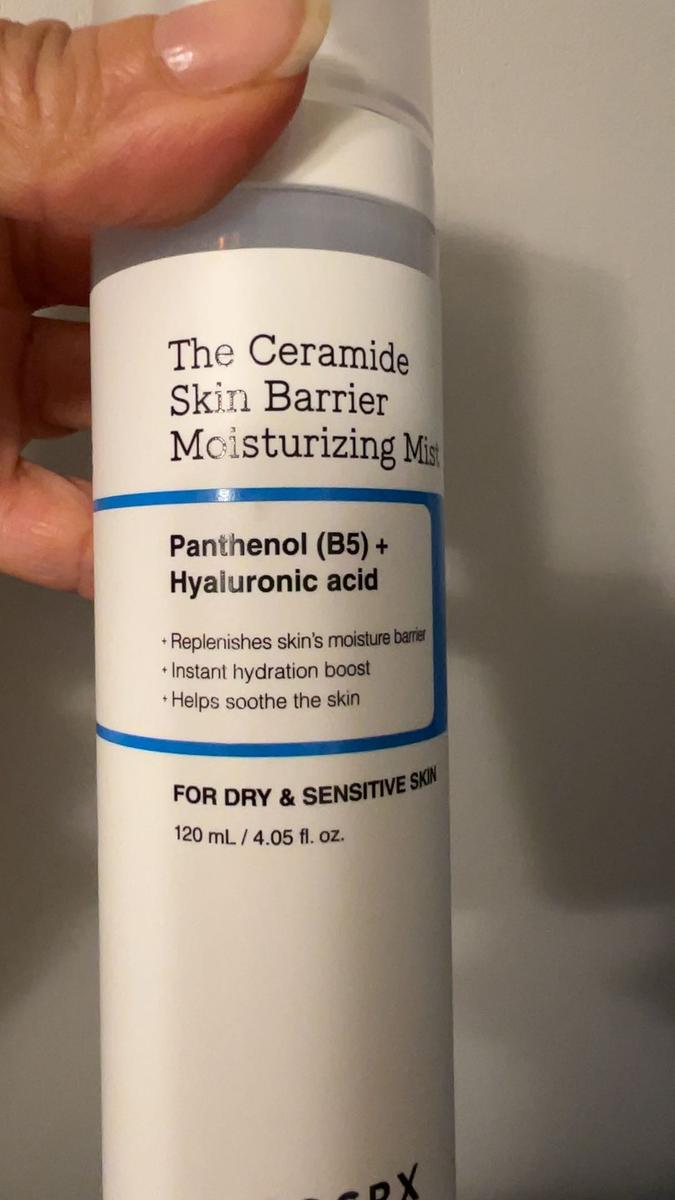 The Ceramide
Skin Barrier
Moisturizing Mist
Panthenol (B5) +
Hyaluronic acid
+ Replenishes skin's moisture barrier
+ Instant hydration boost
+ Helps soothe the skin
FOR DRY & SENSITIVE SKIN
120 mL / 4.05 fl. oz.